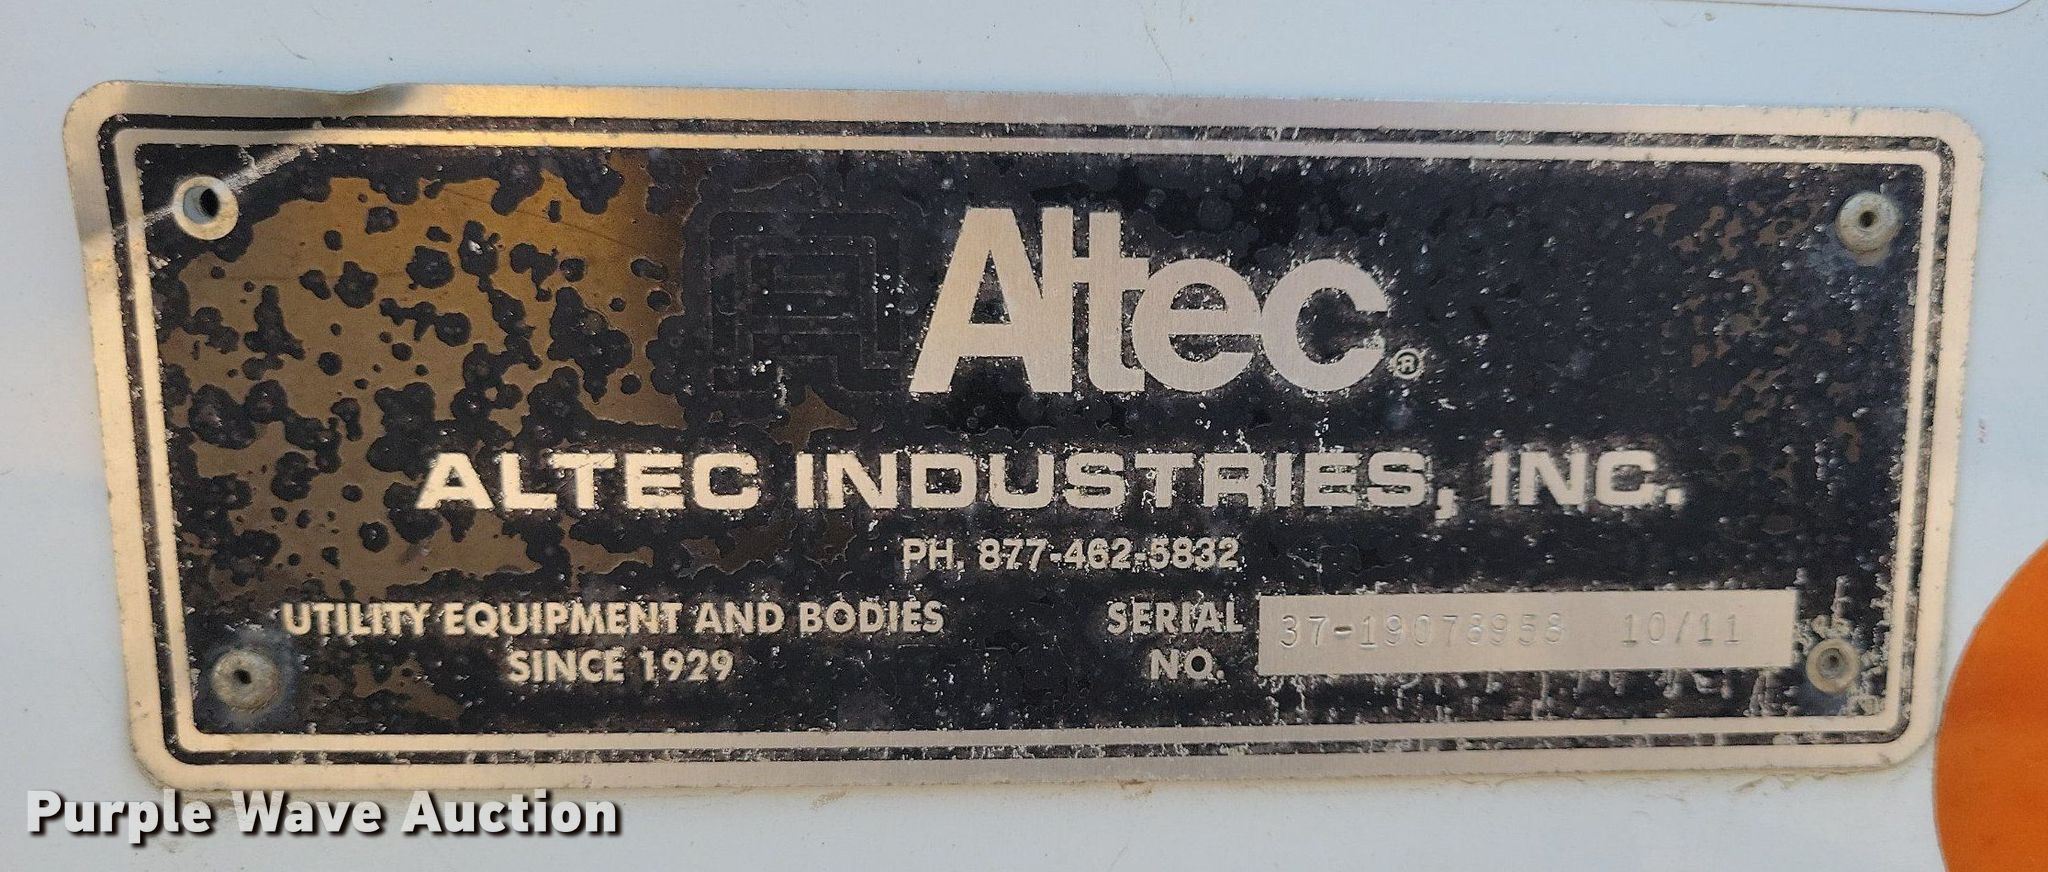 Altec®
ALTEC INDUSTRIES, INC.
PH. 877-462-5832
UTILITY EQUIPMENT AND BODIES
SINCE 1929
SERIAL NO. 37-19078958 10/11
Purple Wave Auction